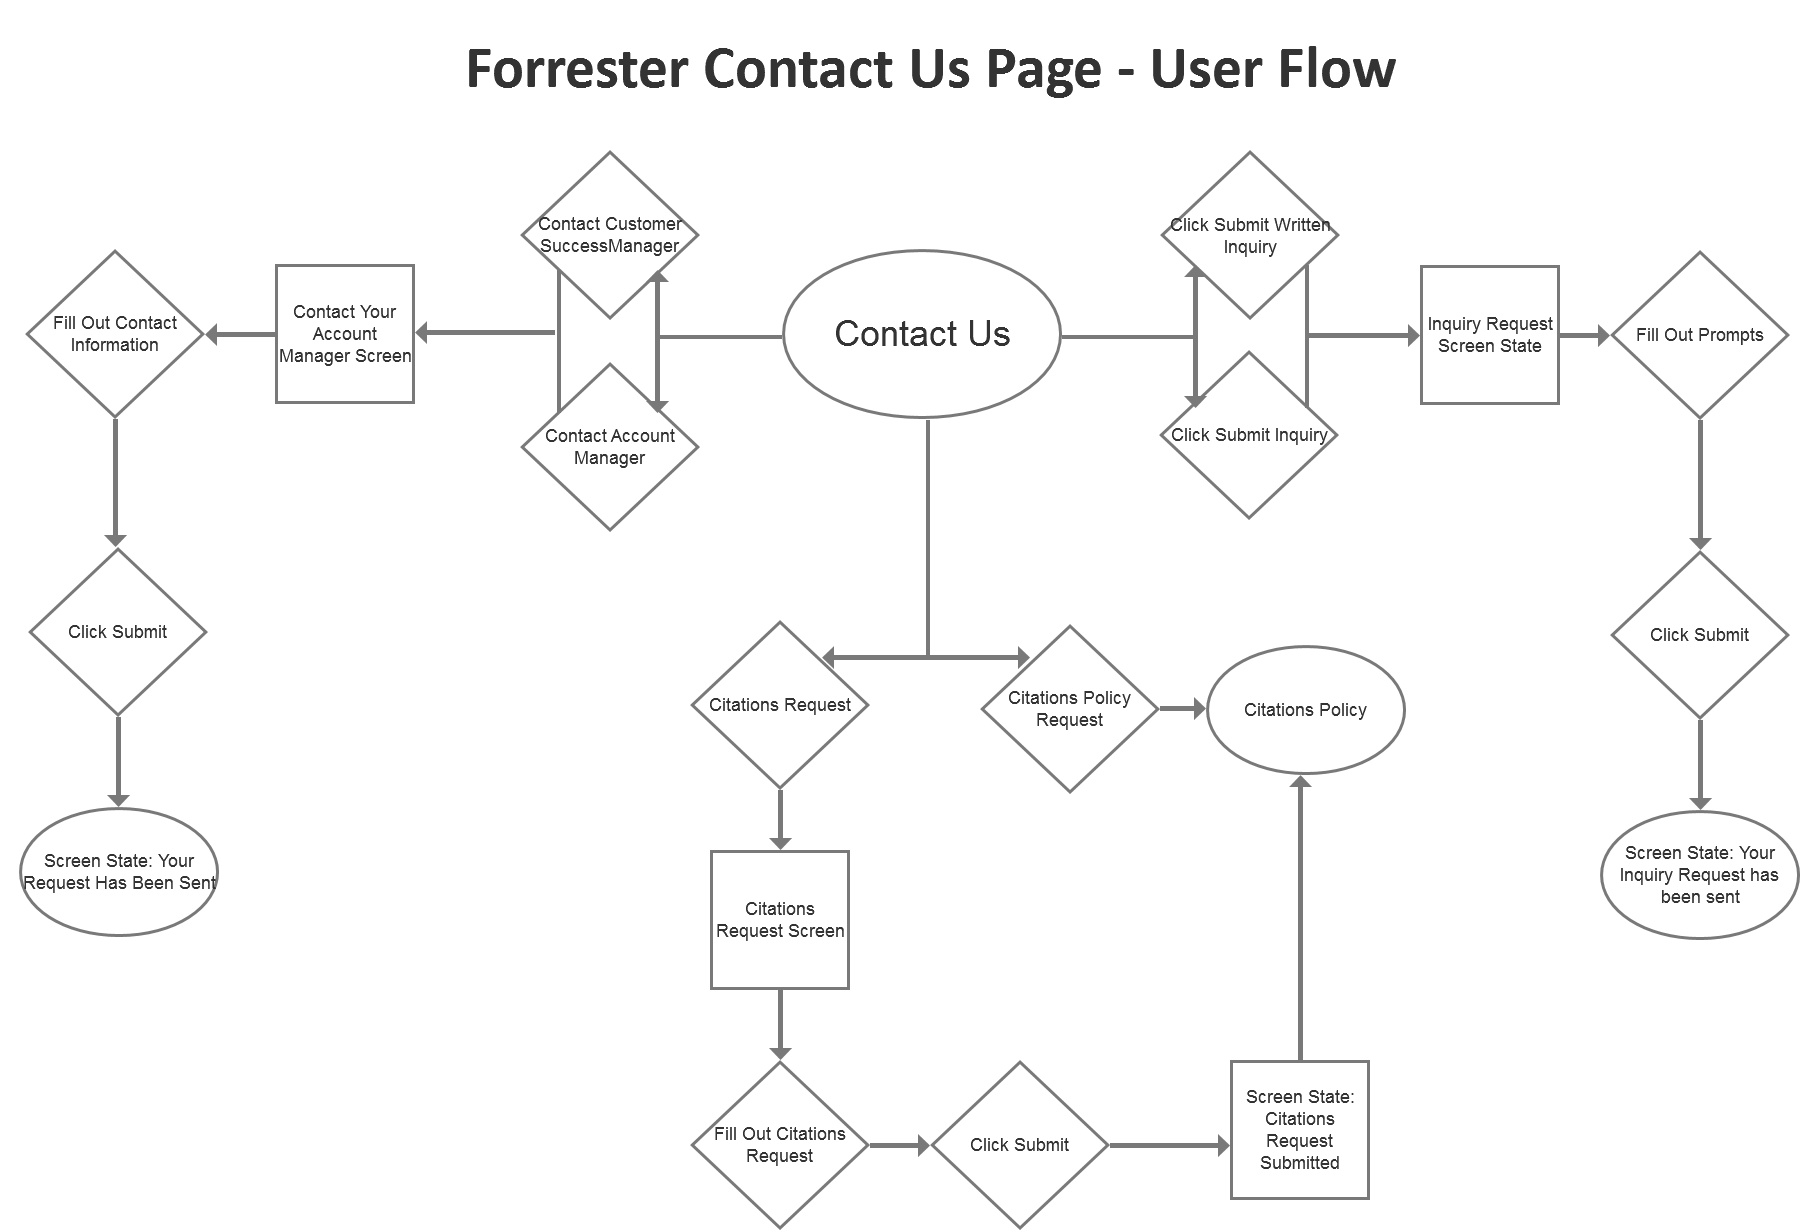 Forrester Contact Us Page - User Flow
Contact Customer
SuccessManager
Click Submit Written
Inquiry
Fill Out Contact
Information
Contact Your
Account
Manager Screen
Contact Us
Inquiry Request
Screen State
Fill Out Prompts
Contact Account
Manager
Click Submit Inquiry
Click Submit
Click Submit
Citations Request
Citations Policy
Request
Citations Policy
Screen State: Your
Request Has Been Sent
Screen State: Your
Inquiry Request has
been sent
Citations
Request Screen
Fill Out Citations
Request
Click Submit
Screen State:
Citations
Request
Submitted